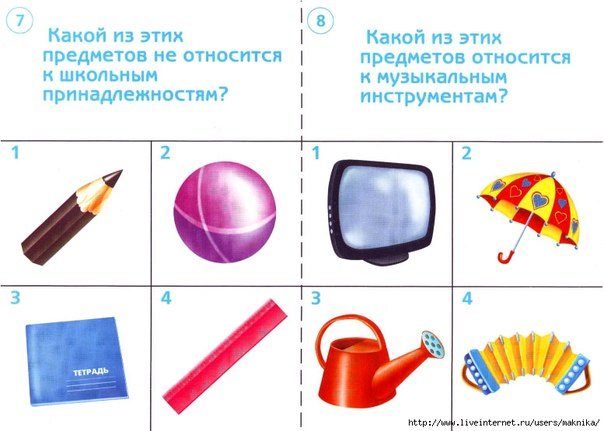 7
Какой из этих
предметов не относится
к школьным
принадлежностям?
8
Какой из этих
предметов относится
к музыкальным
инструментам?
1
2
3
ТЕТРАДЬ
4
1
2
3
4
http://www.liveinternet.ru/users/maknika/